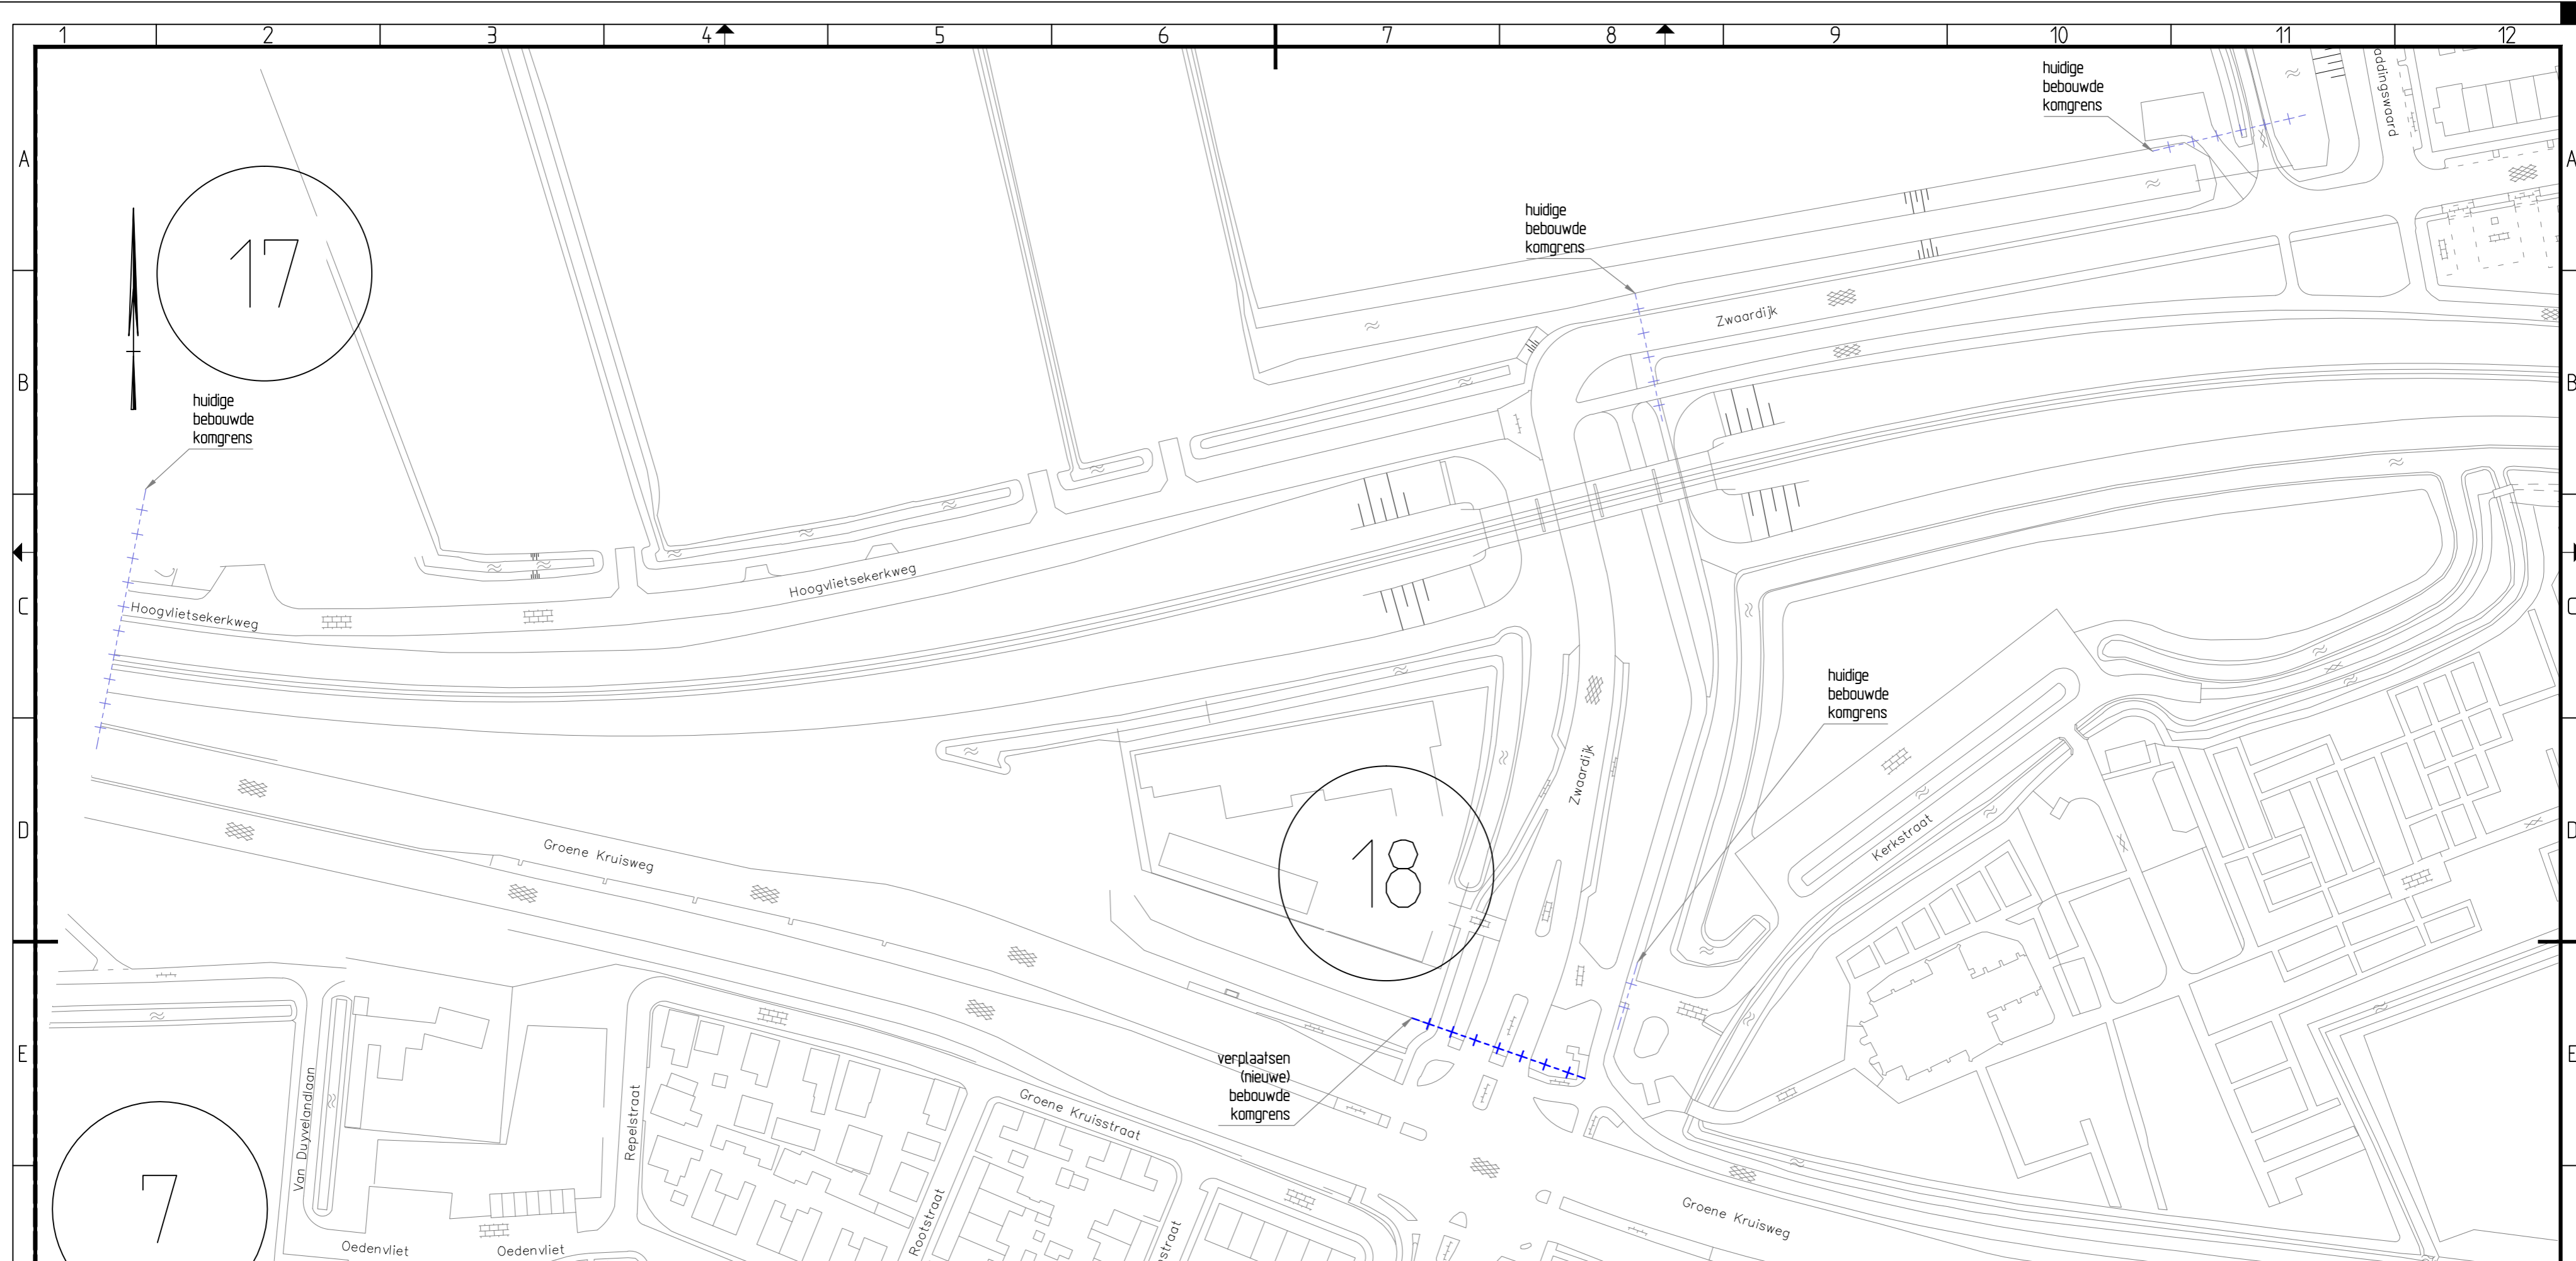 1 2 3 4 5 6 7 8 9 10 11 12
A
A
B
B
C
C
D
D
E
E
17
18
7
huidige
bebouwde
komgrens
huidige
bebouwde
komgrens
huidige
bebouwde
komgrens
huidige
bebouwde
komgrens
verplaatsen
(nieuwe)
bebouwde
komgrens
addingswaard
Zwaardijk
Hoogvlietsekerkweg
Hoogvlietsekerkweg
Zwaardijk
Kerkstraat
Groene Kruisweg
Groene Kruisstraat
Van Duyvelandlaan
Repelstraat
Rootstraat
straat
Oedenvliet
Oedenvliet
Groene Kruisweg